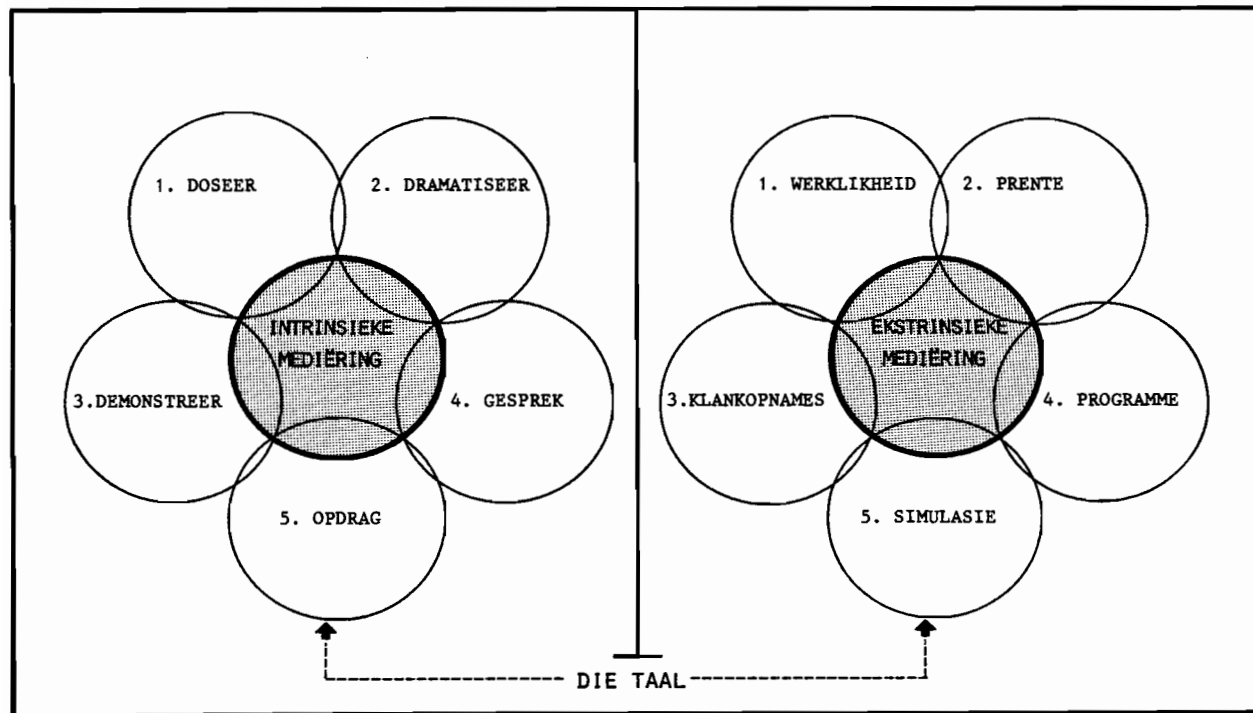 1. DOSEER
2. DRAMATISEER
INTRINSIEKE
MEDIËRING
3.DEMONSTREER
4. GESPREK
5. OPDRAG
1. WERKLIKHEID
2. PRENTE
EKSTRINSIEKE
MEDIËRING
3.KLANKOPNAMES
4. PROGRAMME
5. SIMULASIE
DIE TAAL